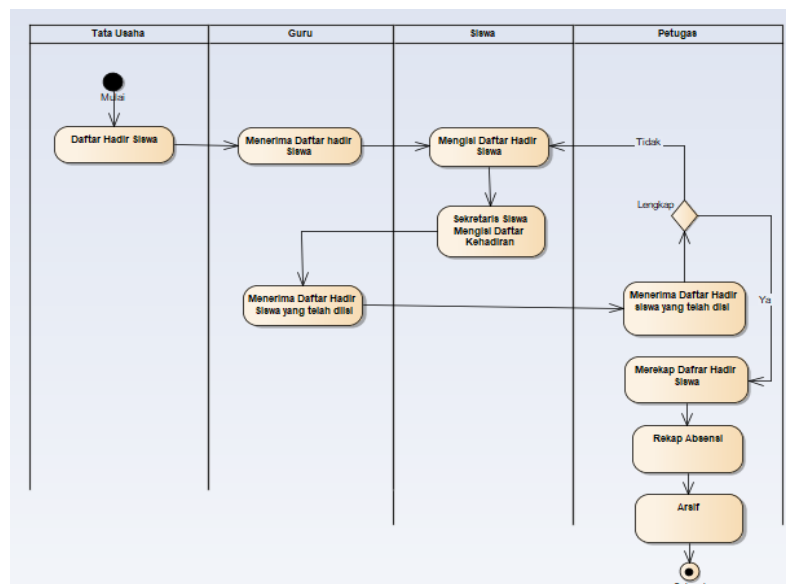 Tata Usaha
Guru
Siswa
Petugas
Mulai
Daftar Hadir Siswa
Menerima Daftar hadir
Siswa
Mengisi Daftar Hadir
Siswa
Tidak
Lengkap
Sekretaris Siswa
Mengisi Daftar
Kehadiran
Menerima Daftar Hadir
Siswa yang telah diisi
Menerima Daftar Hadir
siswa yang telah diisi
Ya
Merekap Dafrar Hadir
Siswa
Rekap Absensi
Arsif